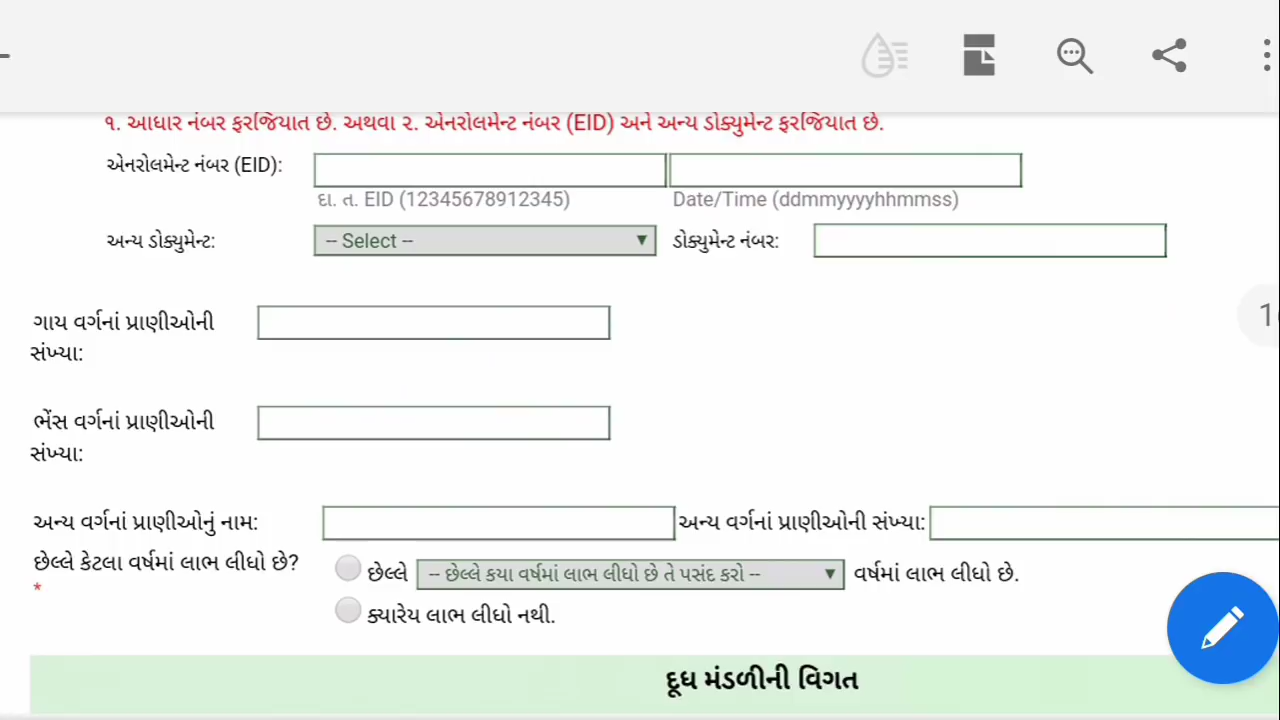 ૧. આધાર નંબર ફરજિયાત છે. અથવા ૨. એનરોલમેન્ટ નંબર (EID) અને અન્ય ડોક્યુમેન્ટ ફરજિયાત છે.
એનરોલમેન્ટ નંબર (EID):
દા. ત. EID (12345678912345) Date/Time (ddmmyyyyhhmmss)
અન્ય ડોક્યુમેન્ટ: -- Select -- ડોક્યુમેન્ટ નંબર:
ગાય વર્ગનાં પ્રાણીઓની
સંખ્યા:
ભેંસ વર્ગનાં પ્રાણીઓની
સંખ્યા:
અન્ય વર્ગનાં પ્રાણીઓનું નામ: અન્ય વર્ગનાં પ્રાણીઓની સંખ્યા:
છેલ્લે કેટલા વર્ષમાં લાભ લીધો છે?
* છેલ્લે -- છેલ્લે કયા વર્ષમાં લાભ લીધો છે તે પસંદ કરો -- વર્ષમાં લાભ લીધો છે.
ક્યારેય લાભ લીધો નથી.
દૂધ મંડળીની વિગત